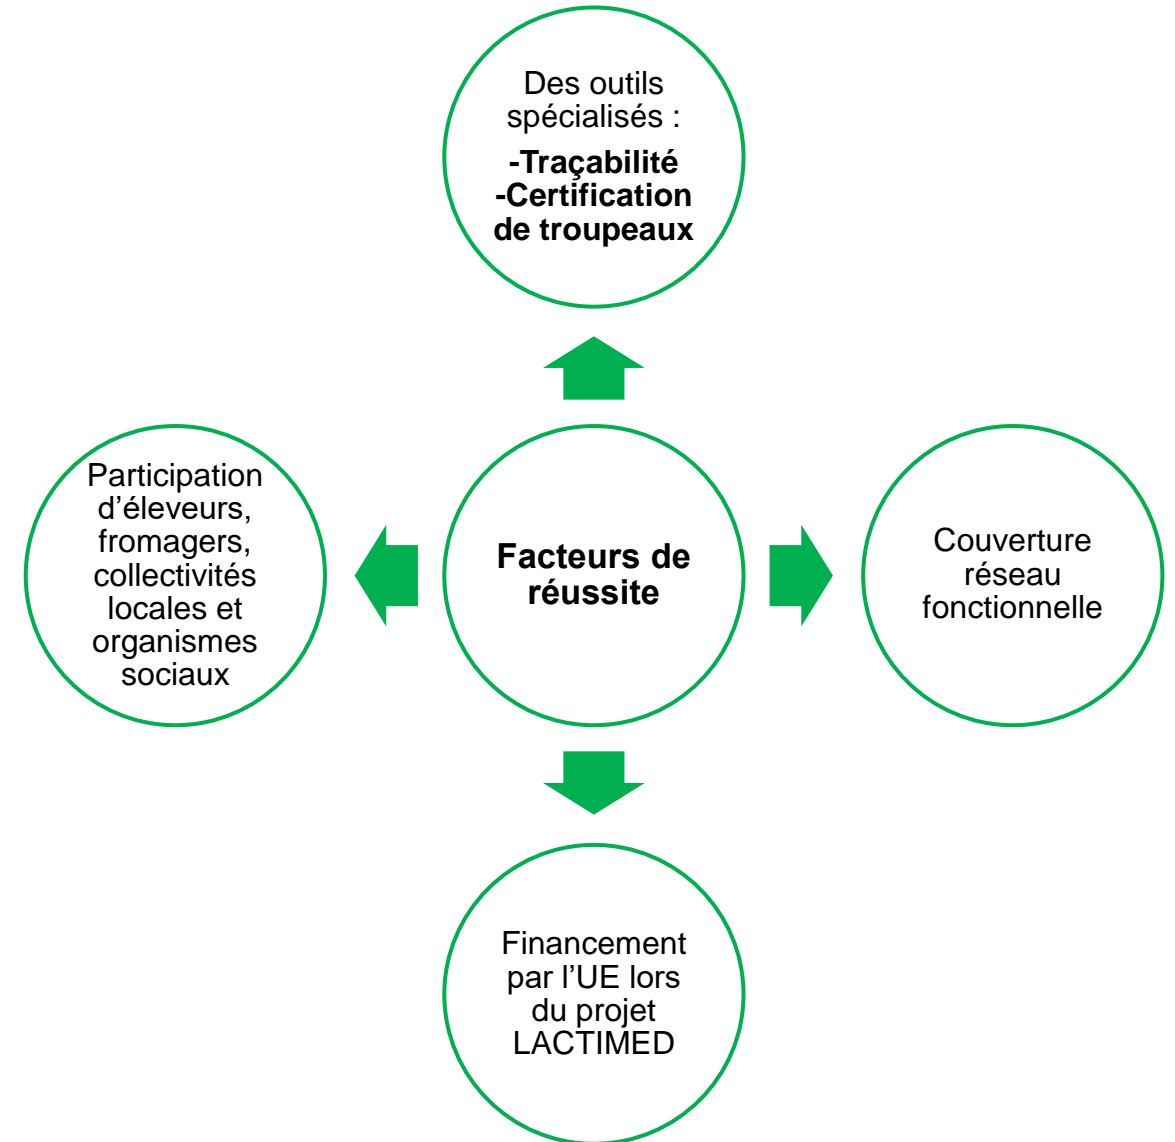 Des outils
spécialisés :
-Traçabilité
-Certification
de troupeaux
Participation
d’éleveurs,
fromagers,
collectivités
locales et
organismes
sociaux
Facteurs de
réussite
Couverture
réseau
fonctionnelle
Financement
par l’UE lors
du projet
LACTIMED